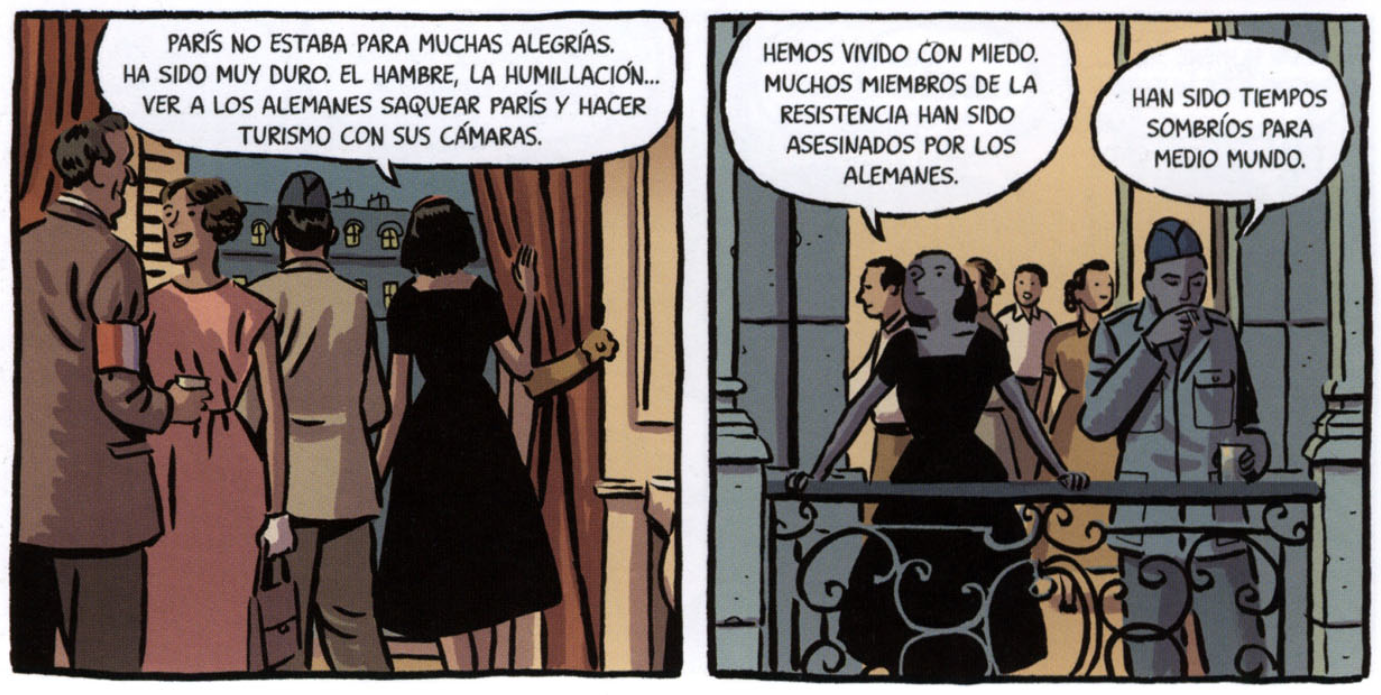 PARÍS NO ESTABA PARA MUCHAS ALEGRÍAS.
HA SIDO MUY DURO. EL HAMBRE, LA HUMILLACIÓN...
VER A LOS ALEMANES SAQUEAR PARÍS Y HACER
TURISMO CON SUS CÁMARAS.
HEMOS VIVIDO CON MIEDO.
MUCHOS MIEMBROS DE LA
RESISTENCIA HAN SIDO
ASESINADOS POR LOS
ALEMANES.
HAN SIDO TIEMPOS
SOMBRÍOS PARA
MEDIO MUNDO.